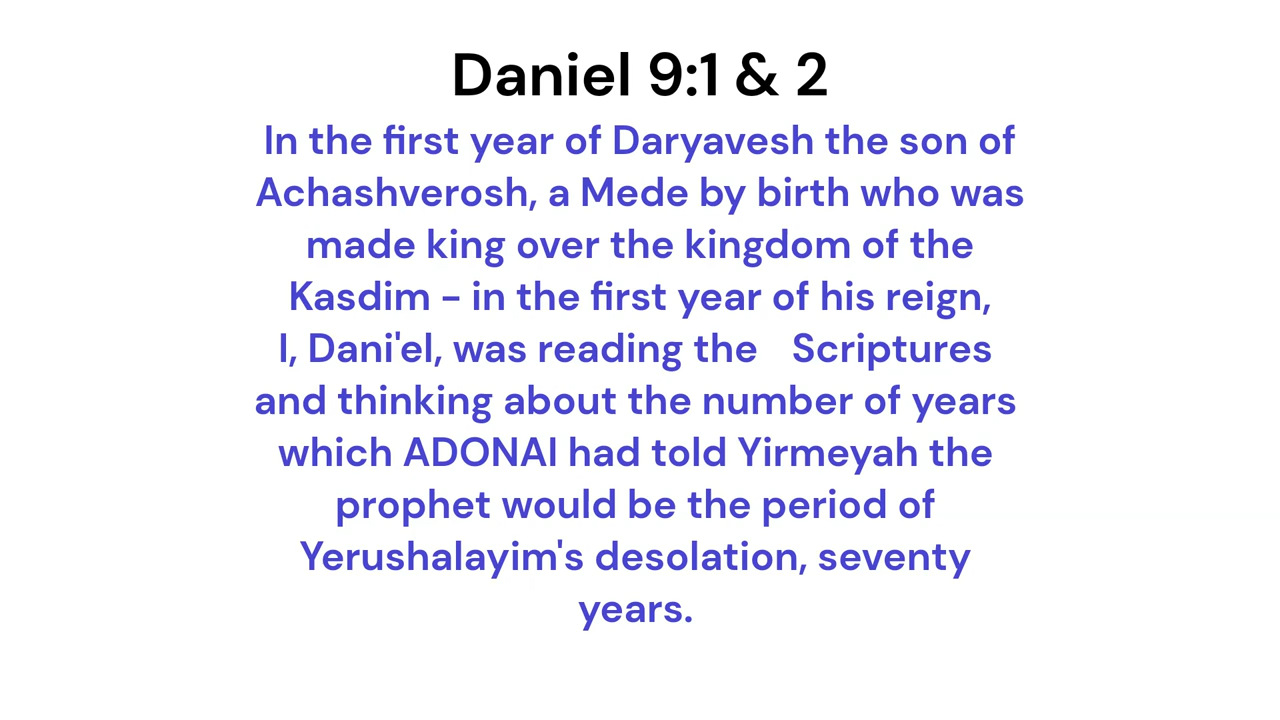 Daniel 9:1 & 2
In the first year of Daryavesh the son of
Achashverosh, a Mede by birth who was
made king over the kingdom of the
Kasdim - in the first year of his reign,
I, Dani'el, was reading the Scriptures
and thinking about the number of years
which ADONAI had told Yirmeyah the
prophet would be the period of
Yerushalayim's desolation, seventy
years.